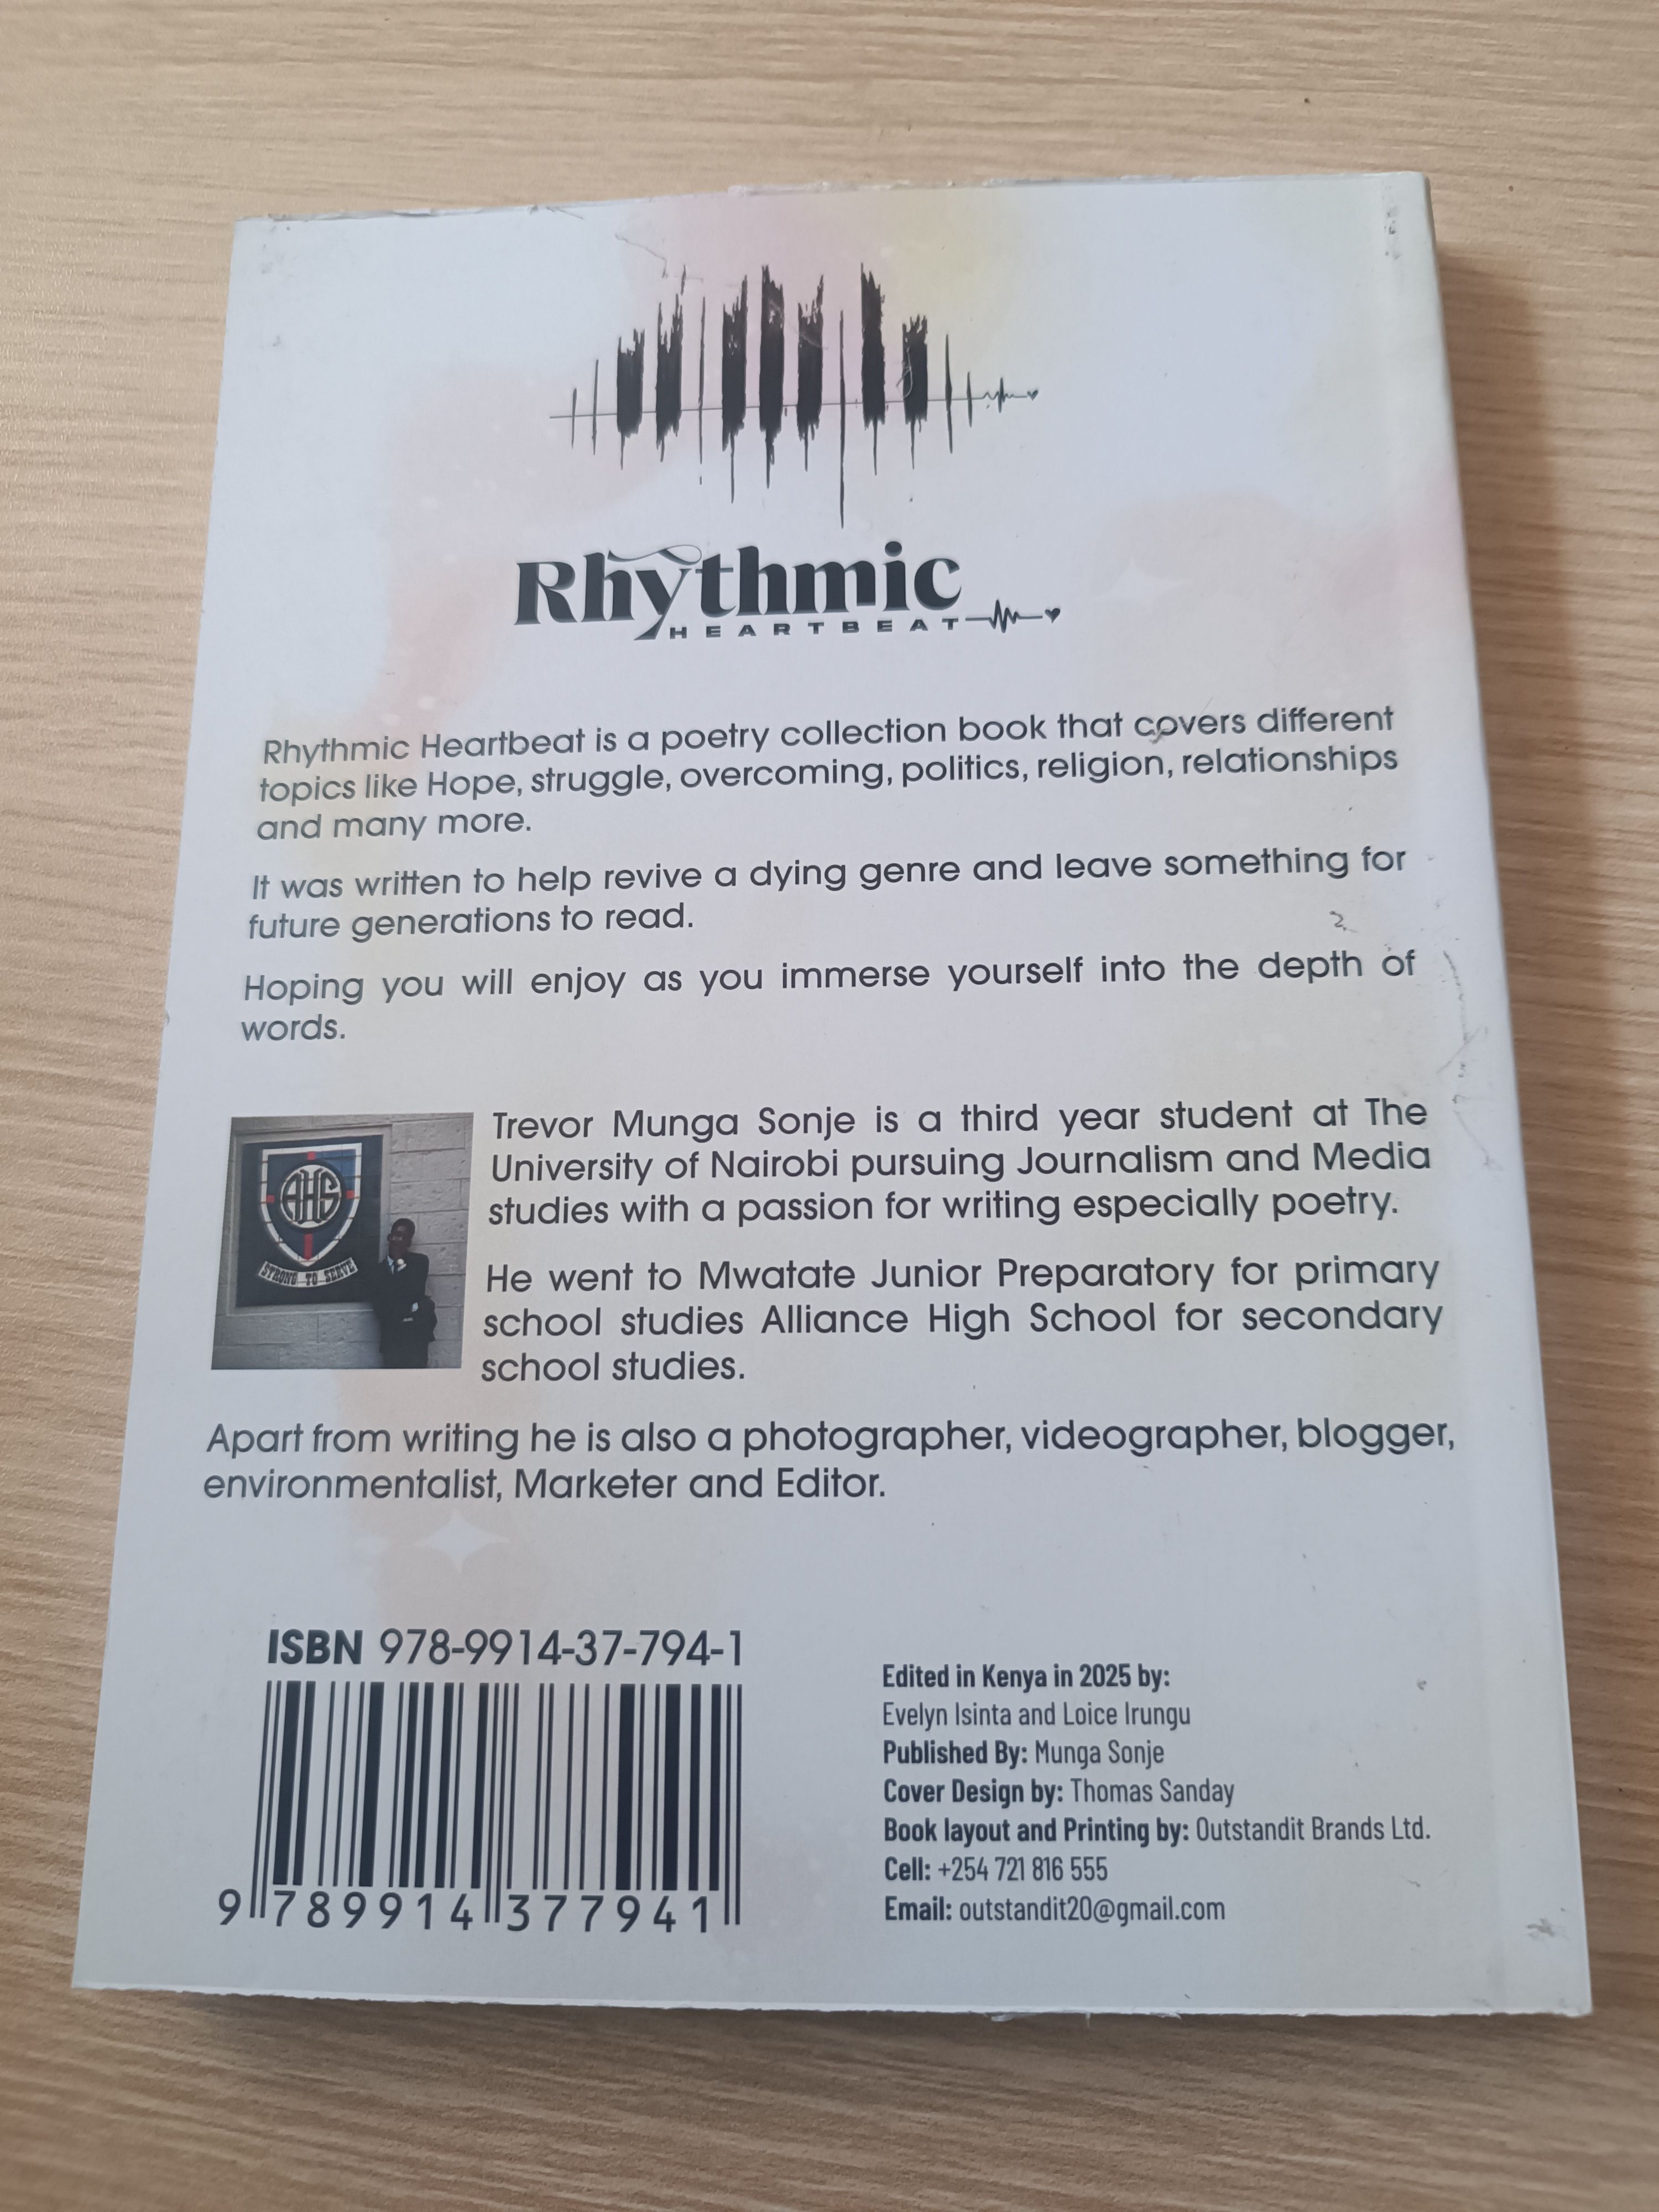 Rhythmic
HEARTBEAT
Rhythmic Heartbeat is a poetry collection book that covers different
topics like Hope, struggle, overcoming, politics, religion, relationships
and many more.
It was written to help revive a dying genre and leave something for
future generations to read.
Hoping you will enjoy as you immerse yourself into the depth of
words.
AHS
STRONG TO SERVE
Trevor Munga Sonje is a third year student at The
University of Nairobi pursuing Journalism and Media
studies with a passion for writing especially poetry.
He went to Mwatate Junior Preparatory for primary
school studies Alliance High School for secondary
school studies.
Apart from writing he is also a photographer, videographer, blogger,
environmentalist, Marketer and Editor.
ISBN 978-9914-37-794-1
9 789914 377941
Edited in Kenya in 2025 by:
Evelyn Isinta and Loice Irungu
Published By: Munga Sonje
Cover Design by: Thomas Sanday
Book layout and Printing by: Outstandit Brands Ltd.
Cell: +254 721 816 555
Email: outstandit20@gmail.com